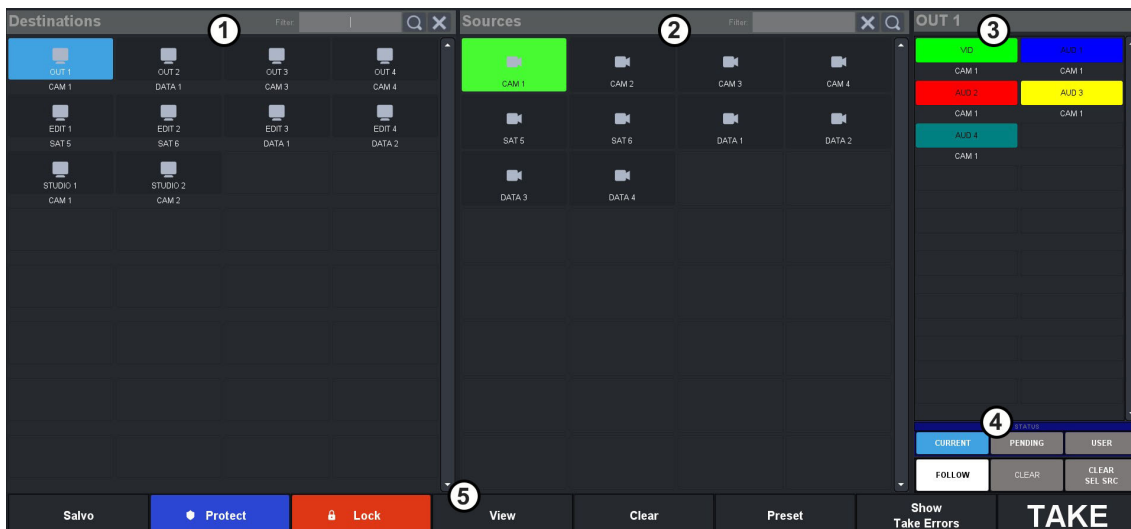 Destinations Filter: 1 Sources Filter: 2 OUT 1 3
OUT 1 OUT 2 OUT 3 OUT 4
CAM 1 DATA 1 CAM 3 CAM 4
EDIT 1 EDIT 2 EDIT 3 EDIT 4
SAT 5 SAT 6 DATA 1 DATA 2
STUDIO 1 STUDIO 2
CAM 1 CAM 2
CAM 1 CAM 2 CAM 3 CAM 4
SAT 5 SAT 6 DATA 1 DATA 2
DATA 3 DATA 4
VID AUD 1
CAM 1 CAM 1
AUD 2 AUD 3
CAM 1 CAM 1
AUD 4
CAM 1
4
STATUS
CURRENT PENDING USER
FOLLOW CLEAR CLEAR
SEL SRC
5
Salvo Protect Lock View Clear Preset Show
Take Errors TAKE